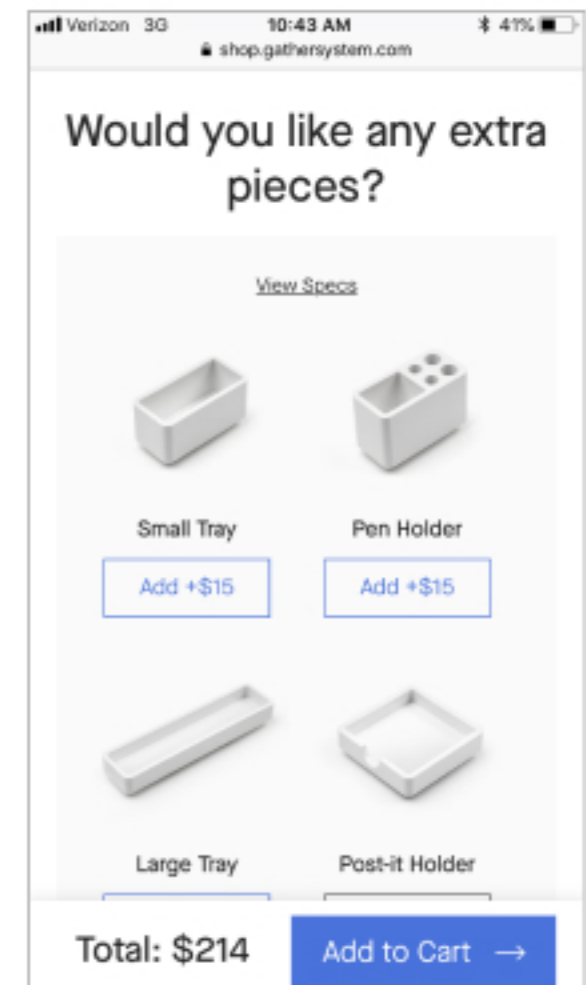 Verizon 3G 10:43 AM 41%
shop.gathersystem.com
Would you like any extra
pieces?
View Specs
Small Tray Pen Holder
Add +$15 Add +$15
Large Tray Post-it Holder
Total: $214 Add to Cart →